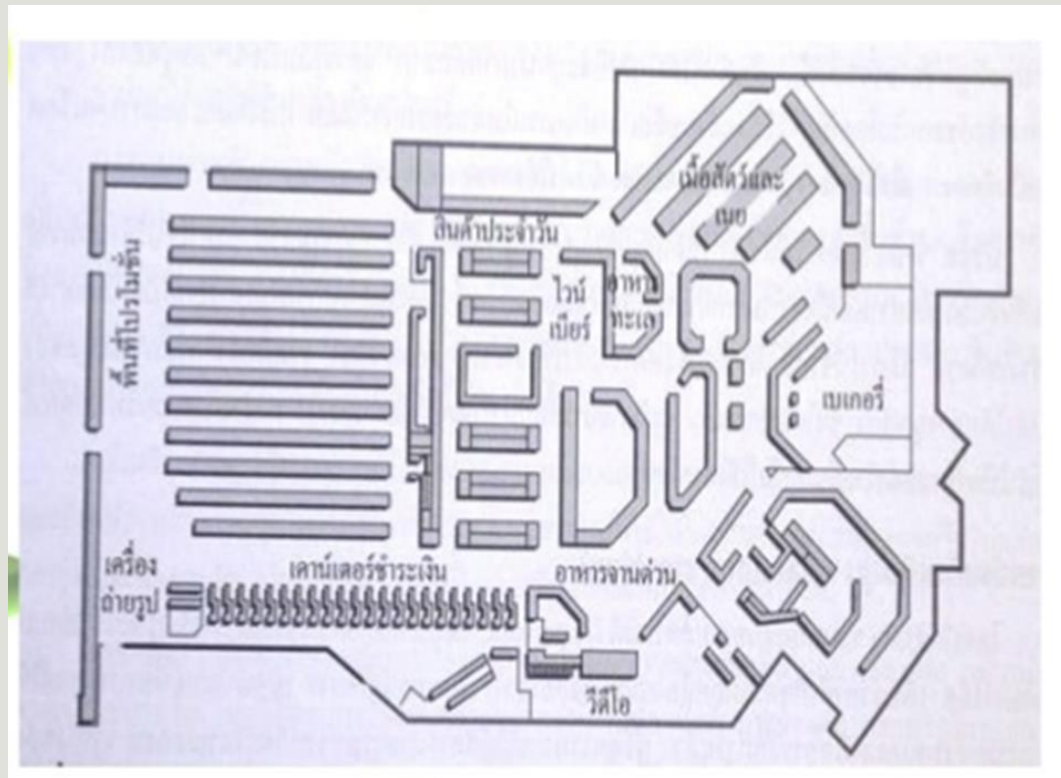 เนื้อสัตว์และ
เนย
สินค้าประจำวัน
พื้นที่โปรโมชั่น
ไวน์
เบียร์
อาหาร
ทะเล
เบเกอรี่
เครื่อง
ถ่ายรูป
เคาน์เตอร์ชำระเงิน
อาหารจานด่วน
วีดีโอ